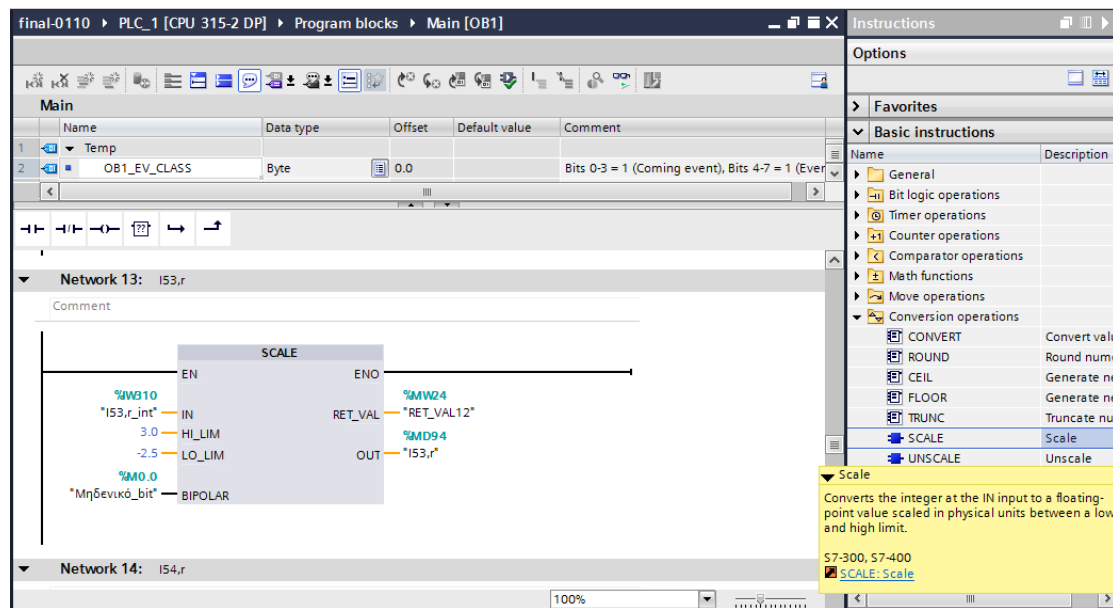 final-0110 ▸ PLC_1 [CPU 315-2 DP] ▸ Program blocks ▸ Main [OB1]
Main
Name Data type Offset Default value Comment
1 Temp
2 OB1_EV_CLASS Byte 0.0 Bits 0-3 = 1 (Coming event), Bits 4-7 = 1 (Ever
??
Network 13: I53,r
Comment
SCALE
EN ENO
%IW310 %MW24
"I53,r_int" IN RET_VAL "RET_VAL12"
3.0 HI_LIM %MD94
-2.5 LO_LIM OUT "I53,r"
%M0.0
"Μηδενικό_bit" BIPOLAR
Network 14: I54,r
100%
Instructions
Options
Favorites
Basic instructions
Name Description
General
Bit logic operations
Timer operations
Counter operations
Comparator operations
Math functions
Move operations
Conversion operations
CONVERT Convert valu
ROUND Round nume
CEIL Generate ne
FLOOR Generate ne
TRUNC Truncate nu
SCALE Scale
UNSCALE Unscale
Scale
Converts the integer at the IN input to a floating-
point value scaled in physical units between a low
and high limit.
S7-300, S7-400
SCALE: Scale